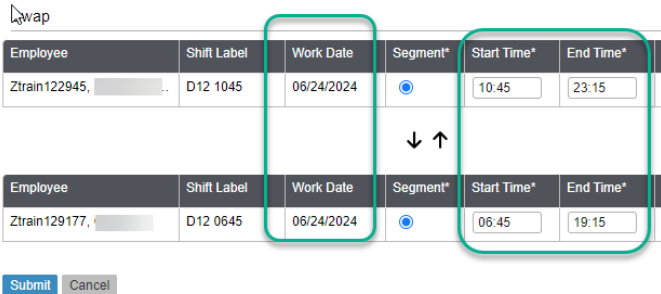 Swap
Employee Shift Label Work Date Segment* Start Time* End Time*
Ztrain122945, .. D12 1045 06/24/2024 10:45 23:15
Employee Shift Label Work Date Segment* Start Time* End Time*
Ztrain129177, D12 0645 06/24/2024 06:45 19:15
Submit Cancel